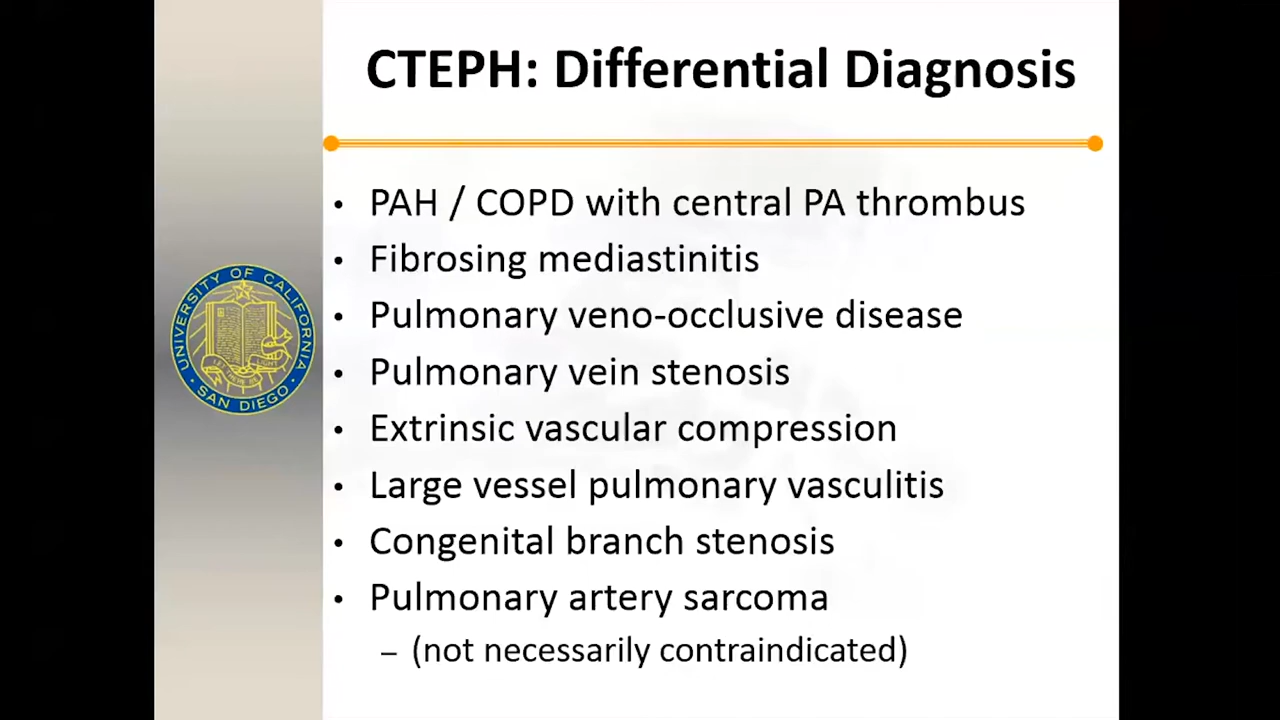 CTEPH: Differential Diagnosis
• PAH / COPD with central PA thrombus
• Fibrosing mediastinitis
• Pulmonary veno-occlusive disease
• Pulmonary vein stenosis
• Extrinsic vascular compression
• Large vessel pulmonary vasculitis
• Congenital branch stenosis
• Pulmonary artery sarcoma
– (not necessarily contraindicated)
UNIVERSITY OF CALIFORNIA
SAN DIEGO